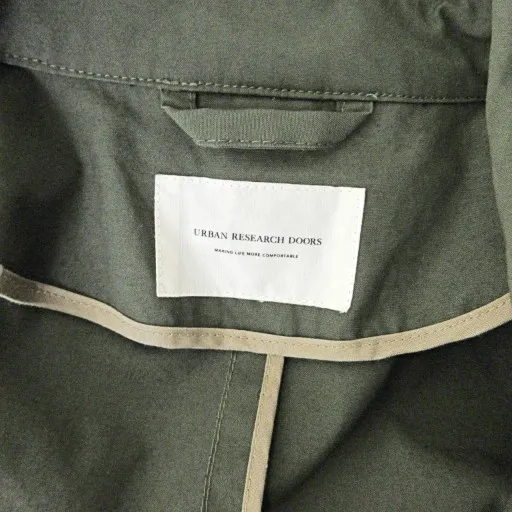 URBAN RESEARCH DOORS
MAKING LIFE MORE COMFORTABLE